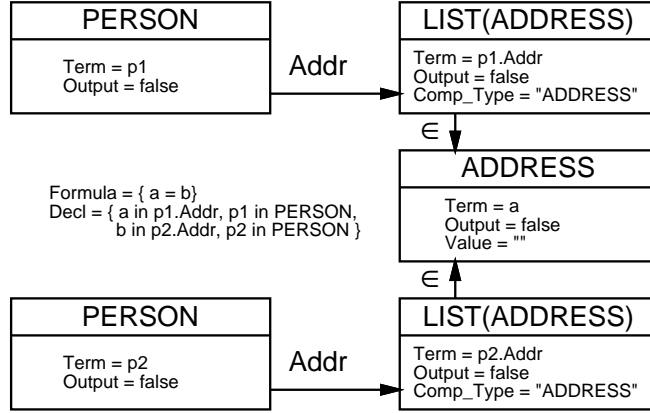 PERSON
Term = p1
Output = false
Addr
LIST(ADDRESS)
Term = p1.Addr
Output = false
Comp_Type = "ADDRESS"
∈
ADDRESS
Term = a
Output = false
Value = ""
Formula = { a = b}
Decl = { a in p1.Addr, p1 in PERSON,
b in p2.Addr, p2 in PERSON }
∈
PERSON
Term = p2
Output = false
Addr
LIST(ADDRESS)
Term = p2.Addr
Output = false
Comp_Type = "ADDRESS"